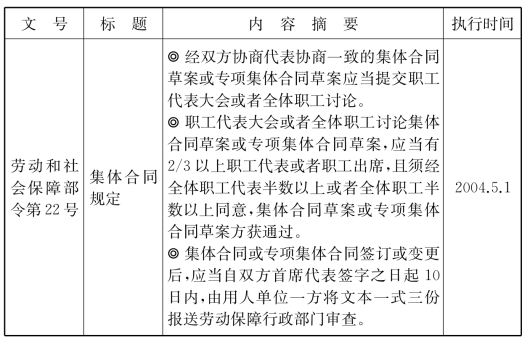 文　号
标　题
内　容　摘　要
执行时间
劳动和社
会保障部
令第22号
集体合同
规定
◎ 经双方协商代表协商一致的集体合同
草案或专项集体合同草案应当提交职工
代表大会或者全体职工讨论。
◎ 职工代表大会或者全体职工讨论集体
合同草案或专项集体合同草案,应当有
2/3以上职工代表或者职工出席,且须经
全体职工代表半数以上或者全体职工半
数以上同意,集体合同草案或专项集体
合同草案方获通过。
◎ 集体合同或专项集体合同签订或变更
后,应当自双方首席代表签字之日起10
日内,由用人单位一方将文本一式三份
报送劳动保障行政部门审查。
2004.5.1